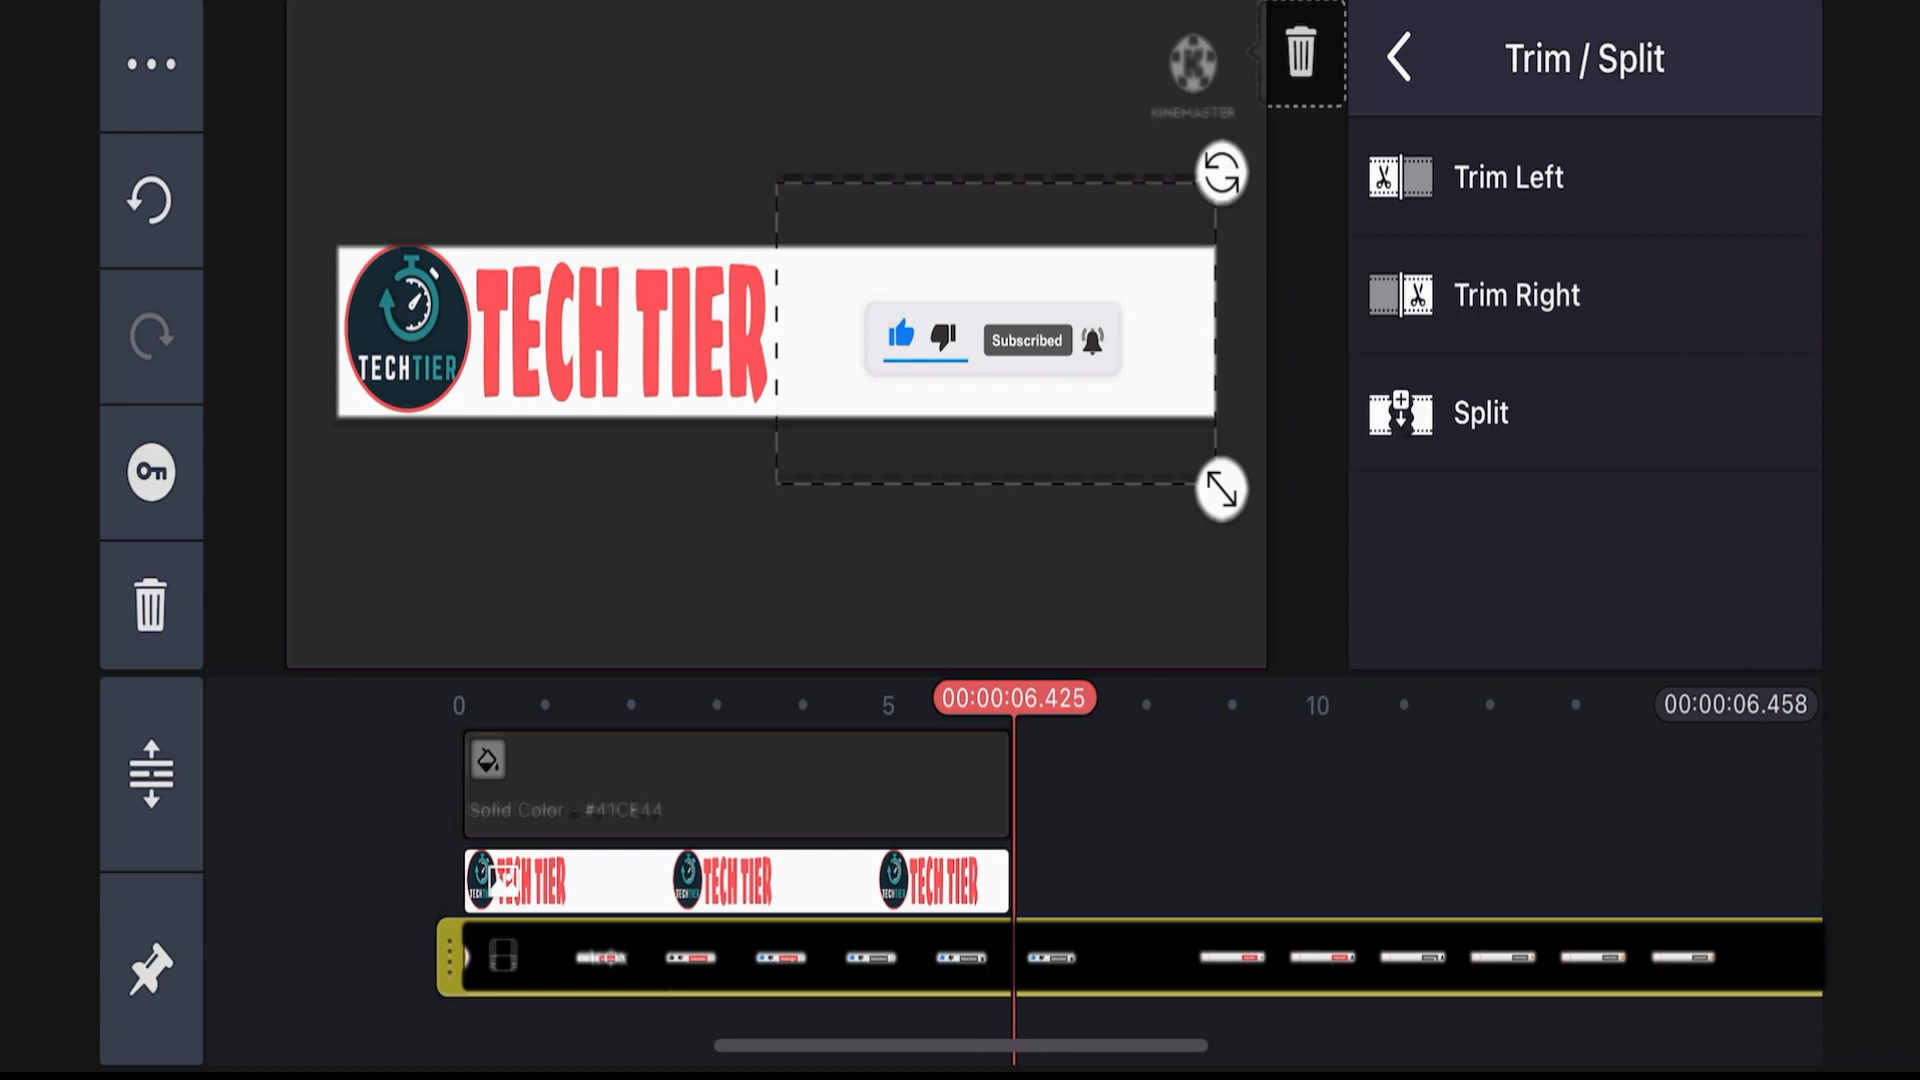 KINEMASTER
Trim / Split
Trim Left
Trim Right
Split
TECHTIER
TECH TIER
Subscribed
0
5
00:00:06.425
10
00:00:06.458
Solid Color - #41CE44
TECH TIER
TECH TIER
TECH TIER